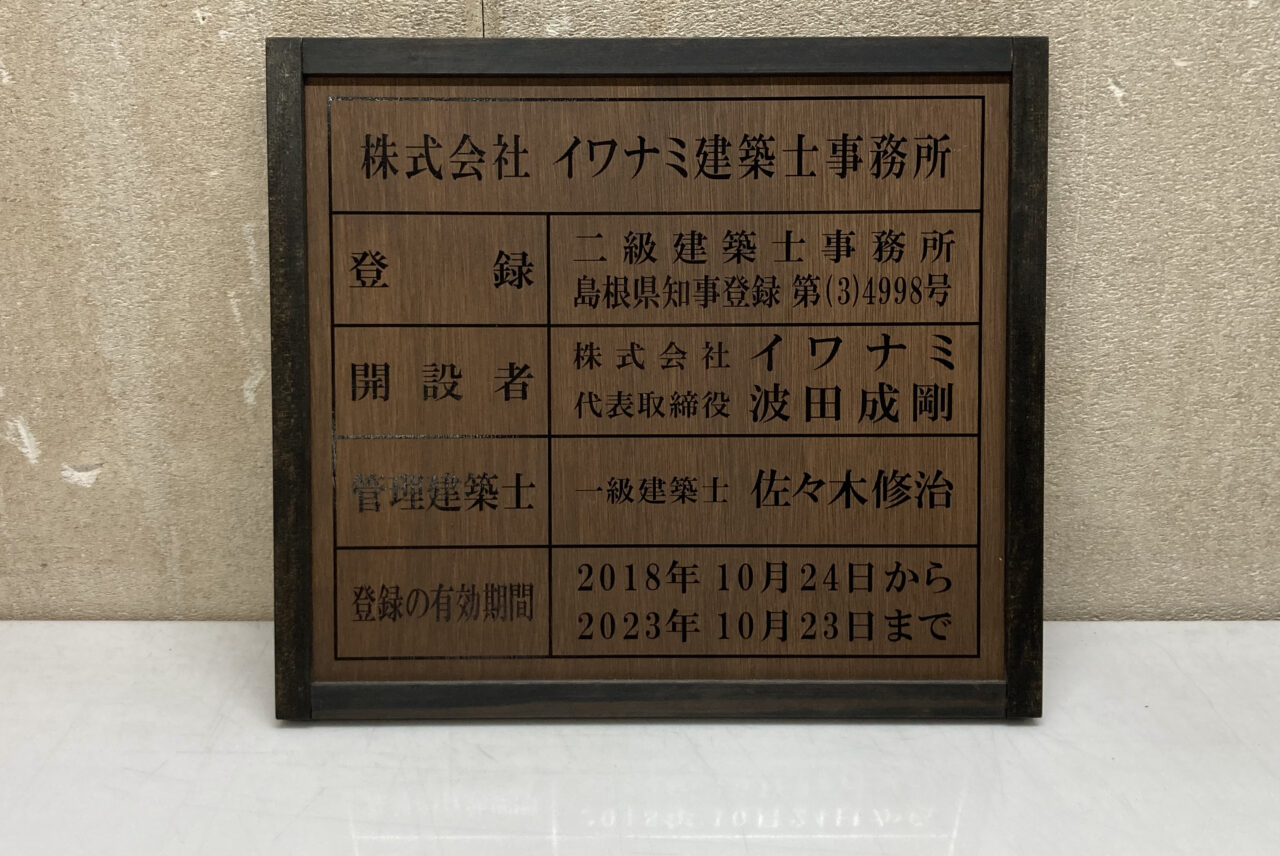 株式会社 イワナミ建築士事務所
登録
二級建築士事務所
島根県知事登録 第(3)4998号
開設者
株式会社 イワナミ
代表取締役 波田成剛
管理建築士
一級建築士 佐々木修治
登録の有効期間
2018年 10月24日から
2023年 10月23日まで